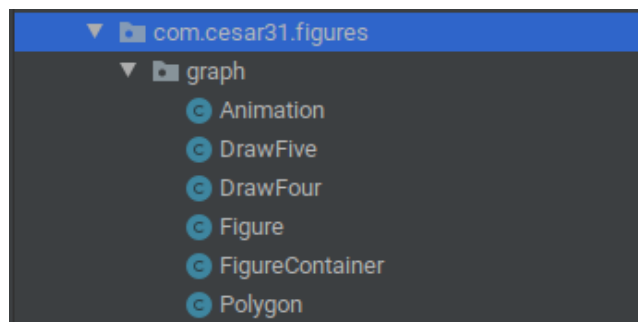 com.cesar31.figures
graph
C Animation
C DrawFive
C DrawFour
C Figure
C FigureContainer
C Polygon